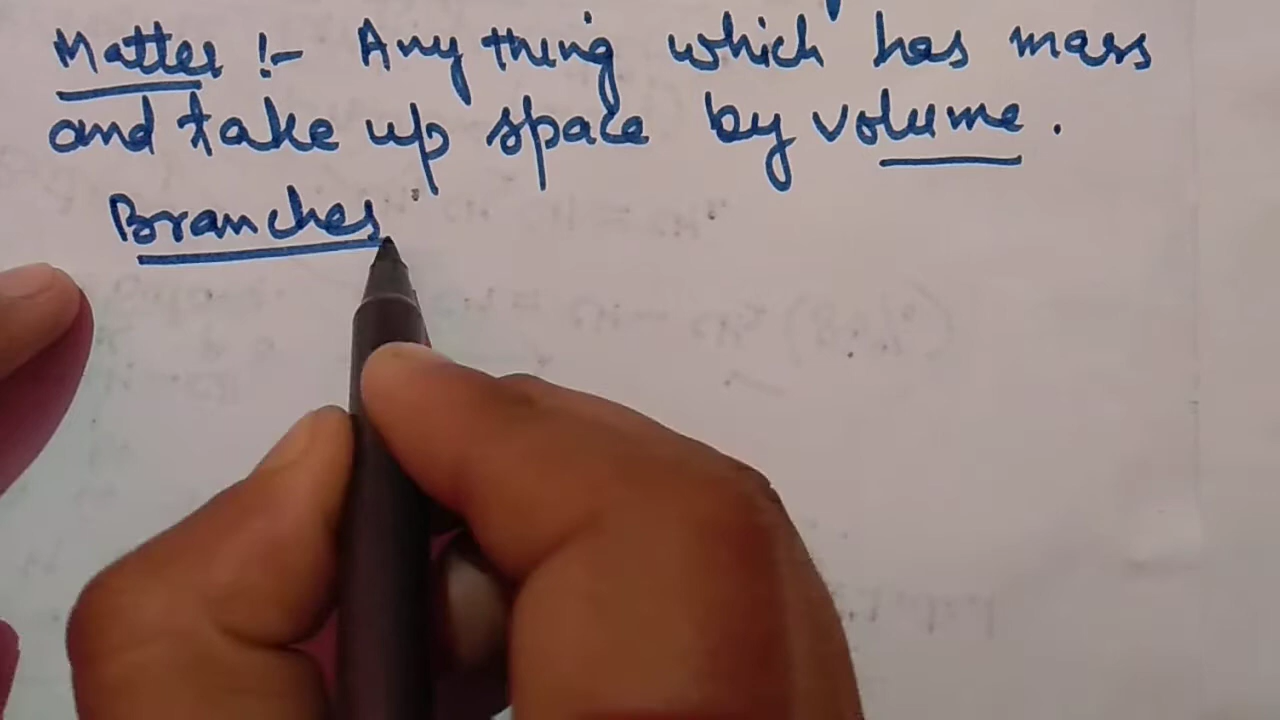 Matter :- Any thing which has mass
and take up space by volume .
Branches